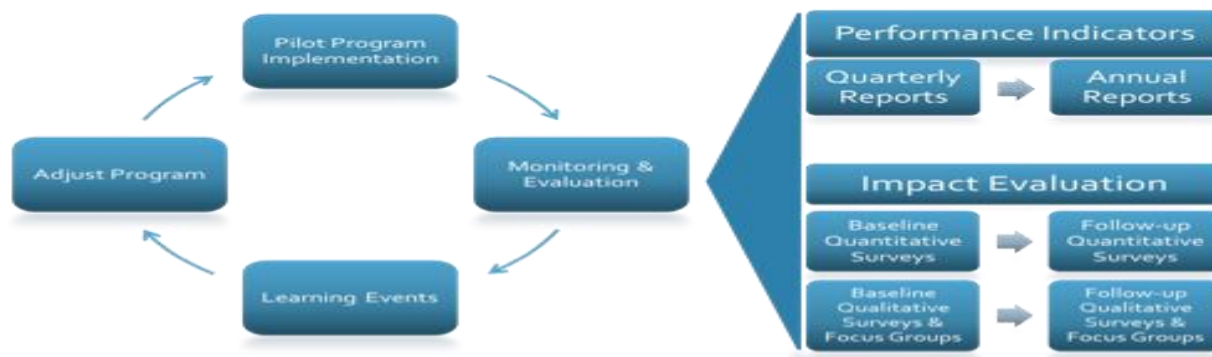 Pilot Program
Implementation
Monitoring &
Evaluation
Learning Events
Adjust Program
Performance Indicators
Quarterly
Reports
Annual
Reports
Impact Evaluation
Baseline
Quantitative
Surveys
Follow-up
Quantitative
Surveys
Baseline
Qualitative
Surveys &
Focus Groups
Follow-up
Qualitative
Surveys &
Focus Groups